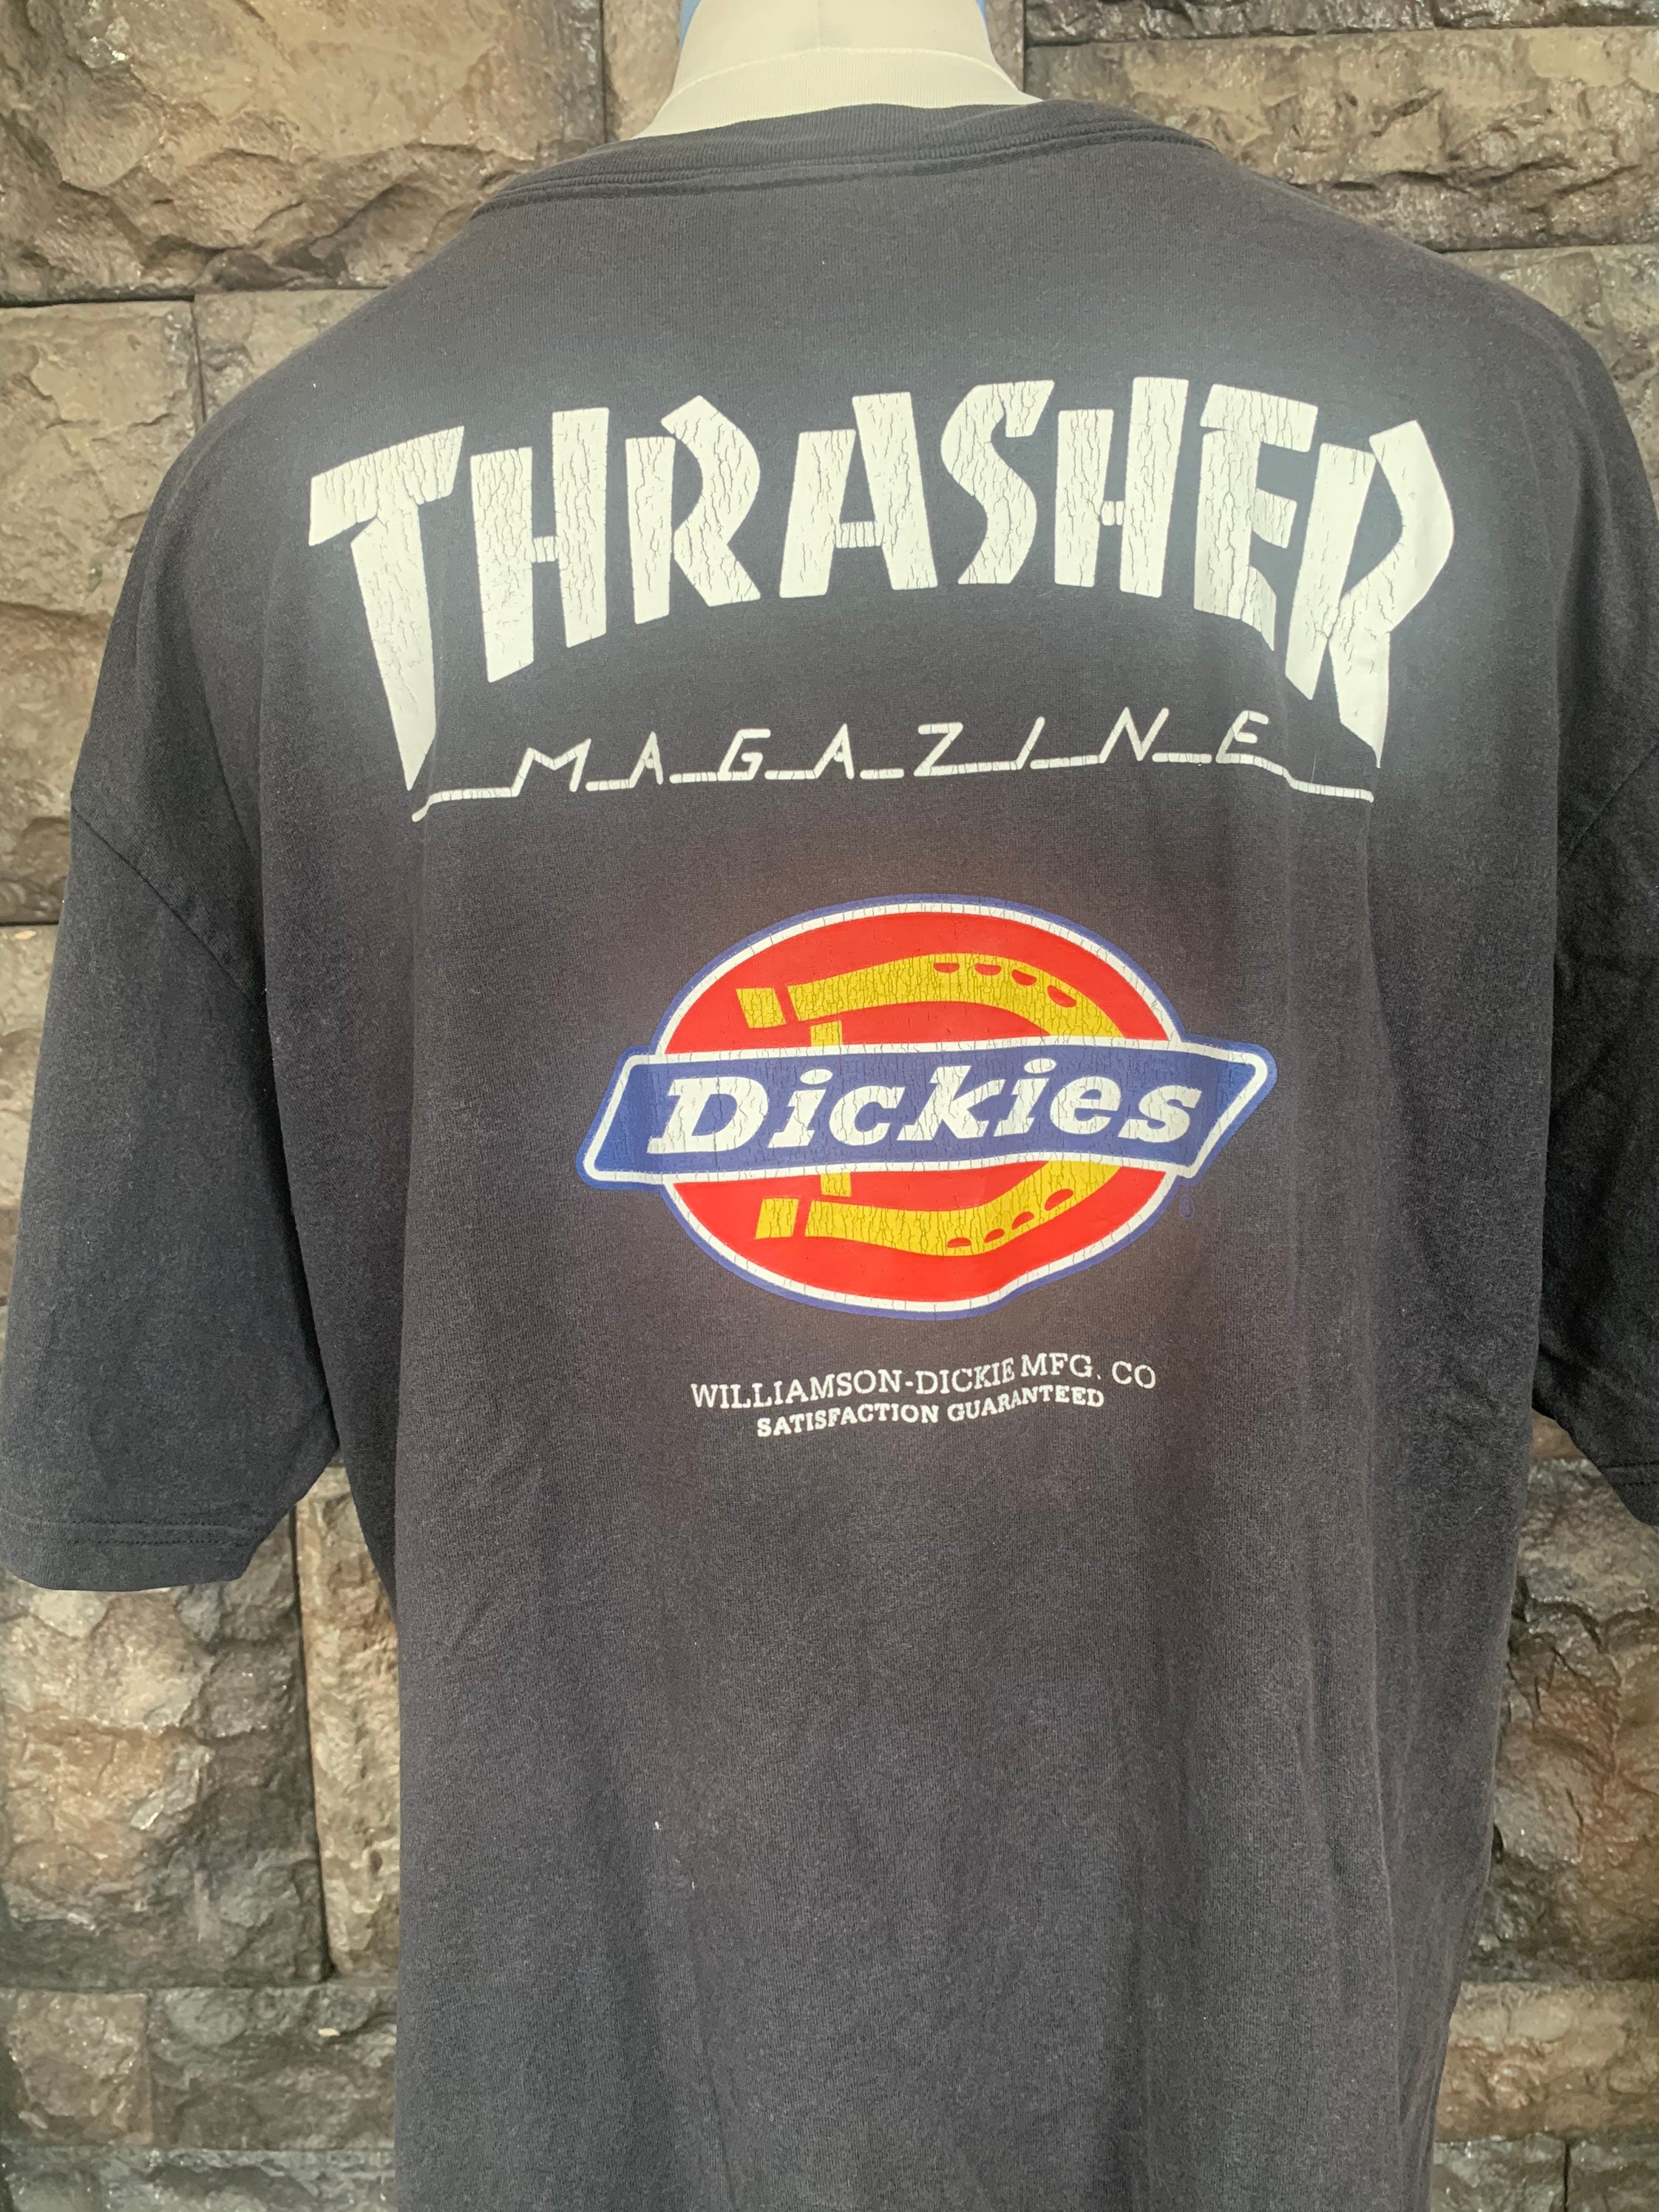 THRASHER
MAGAZINE
Dickies
WILLIAMSON-DICKIE MFG. CO
SATISFACTION GUARANTEED